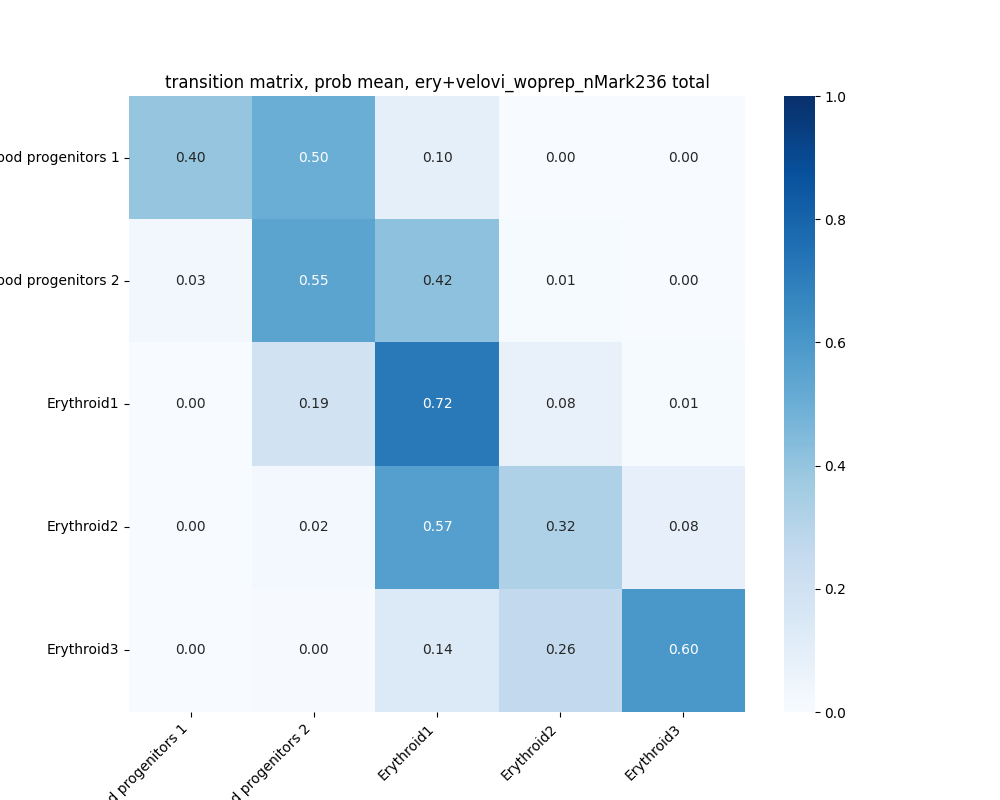 transition matrix, prob mean, ery+velovi_woprep_nMark236 total
ood progenitors 1 0.40 0.50 0.10 0.00 0.00
ood progenitors 2 0.03 0.55 0.42 0.01 0.00
Erythroid1 0.00 0.19 0.72 0.08 0.01
Erythroid2 0.00 0.02 0.57 0.32 0.08
Erythroid3 0.00 0.00 0.14 0.26 0.60
d progenitors 1
d progenitors 2
Erythroid1
Erythroid2
Erythroid3
1.0
0.8
0.6
0.4
0.2
0.0